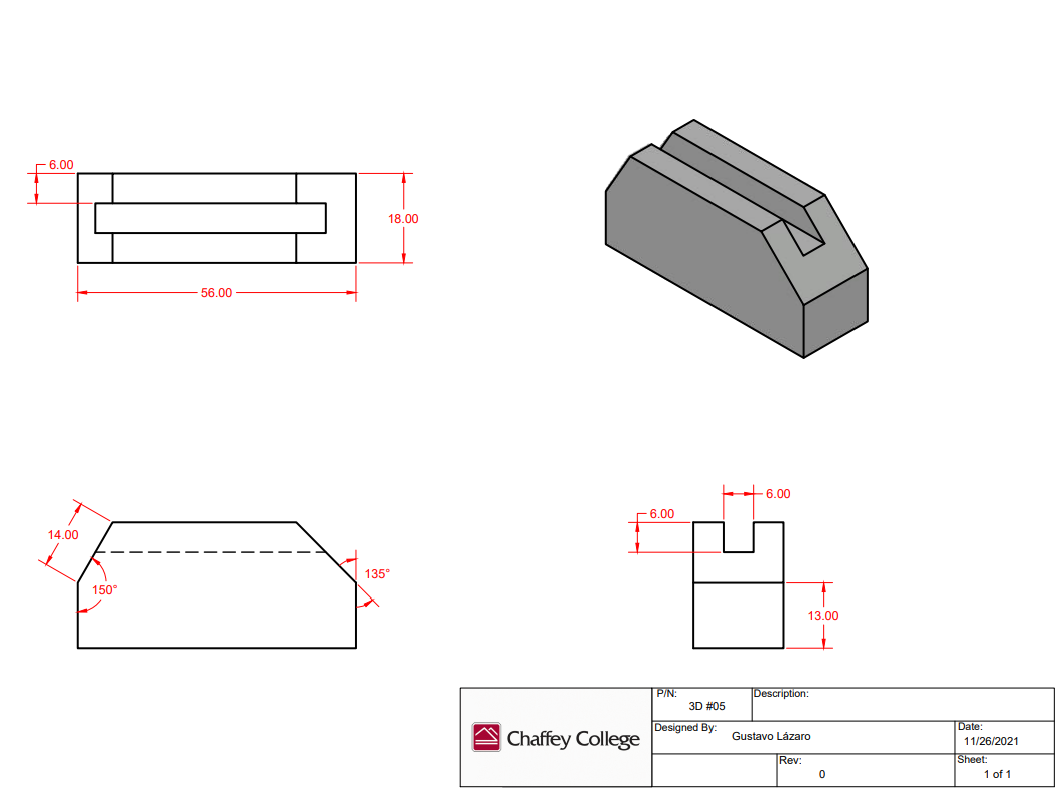 6.00
18.00
56.00
14.00
150°
135°
6.00
6.00
13.00
Chaffey College
P/N:
3D #05
Description:
Designed By:
Gustavo Lázaro
Date:
11/26/2021
Rev:
0
Sheet:
1 of 1